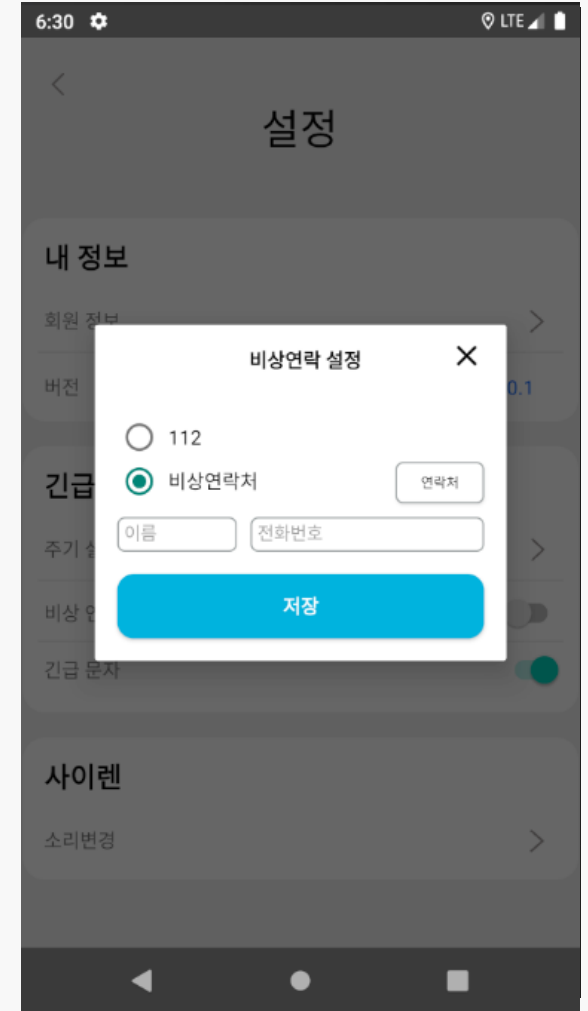 6:30 LTE
설정
내 정보
회원 정보
비상연락 설정
버전 0.1
112
긴급 비상연락처 연락처
이름 전화번호
주기
저장
비상
긴급 문자
사이렌
소리변경